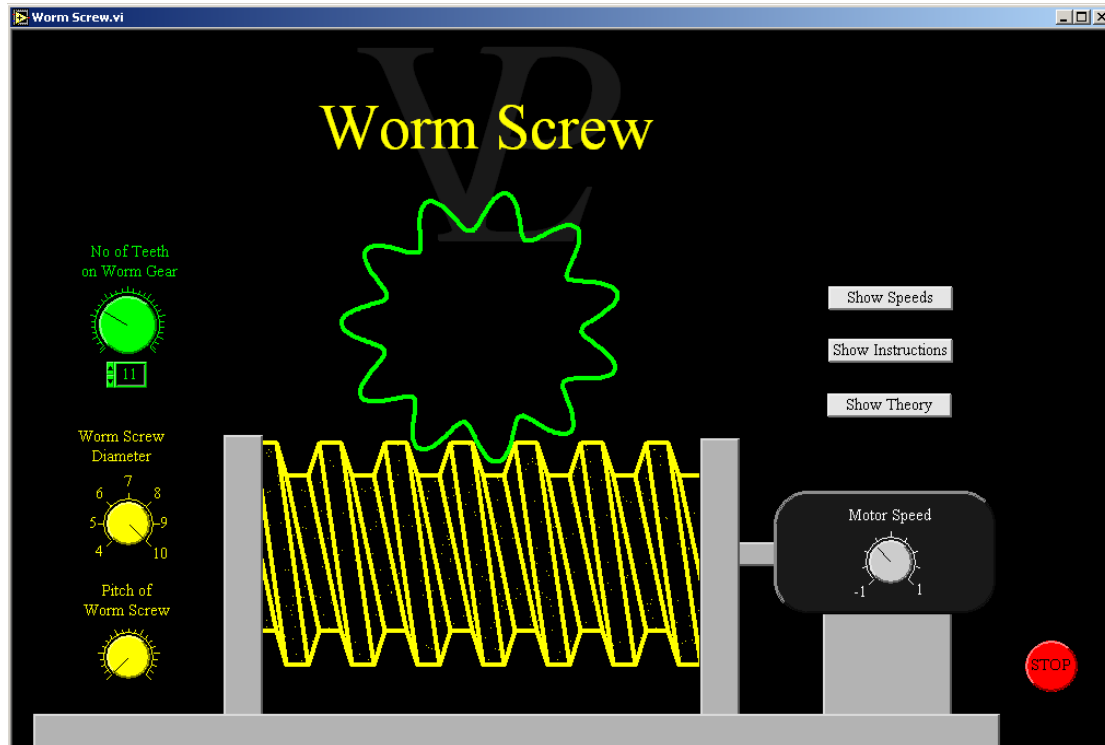 Worm Screw.vi
VPL
Worm Screw
No of Teeth
on Worm Gear
11
Show Speeds
Show Instructions
Show Theory
Worm Screw
Diameter
7
6
8
5
9
4
10
Motor Speed
-1
1
Pitch of
Worm Screw
STOP